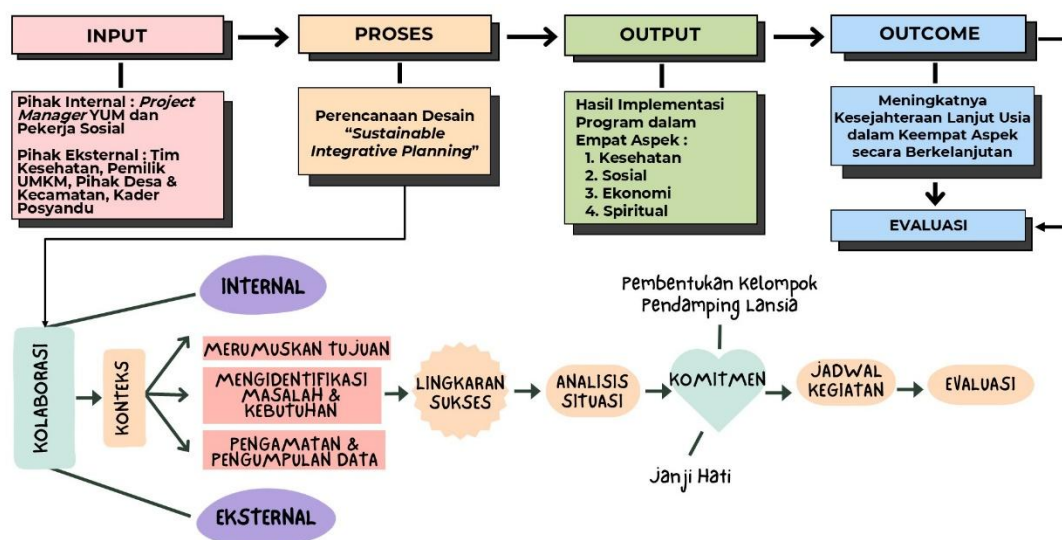 INPUT
PROSES
OUTPUT
OUTCOME
Pihak Internal : Project
Manager YUM dan
Pekerja Sosial
Pihak Eksternal : Tim
Kesehatan, Pemilik
UMKM, Pihak Desa &
Kecamatan, Kader
Posyandu
Perencanaan Desain
“Sustainable
Integrative Planning”
Hasil Implementasi
Program dalam
Empat Aspek :
1. Kesehatan
2. Sosial
3. Ekonomi
4. Spiritual
Meningkatnya
Kesejahteraan Lanjut Usia
dalam Keempat Aspek
secara Berkelanjutan
EVALUASI
INTERNAL
KOLABORASI
EKSTERNAL
KONTEKS
MERUMUSKAN TUJUAN
MENGIDENTIFIKASI
MASALAH &
KEBUTUHAN
PENGAMATAN &
PENGUMPULAN DATA
LINGKARAN
SUKSES
ANALISIS
SITUASI
Pembentukan Kelompok
Pendamping Lansia
KOMITMEN
Janji Hati
JADWAL
KEGIATAN
EVALUASI